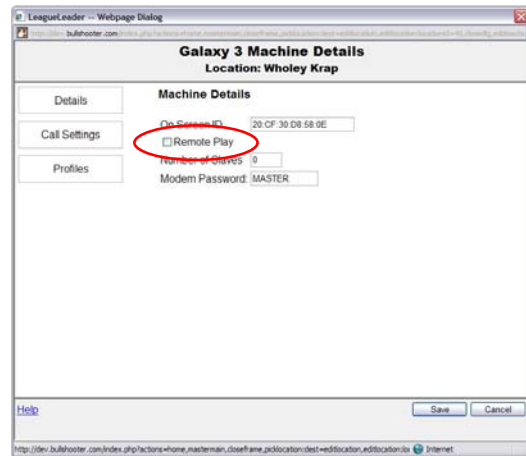 LeagueLeader -- Webpage Dialog
Galaxy 3 Machine Details
Location: Wholey Krap
Details
Call Settings
Profiles
Machine Details
On Screen ID 20:CF:30:D8:58:0E
Remote Play
Number of Slaves 0
Modem Password: MASTER
Help
Save
Cancel
http://dev.bullshooter.com/index.php?actions=home,mastermain,closeframe,picklocation:dest=editlocation,editlocation:loa
Internet